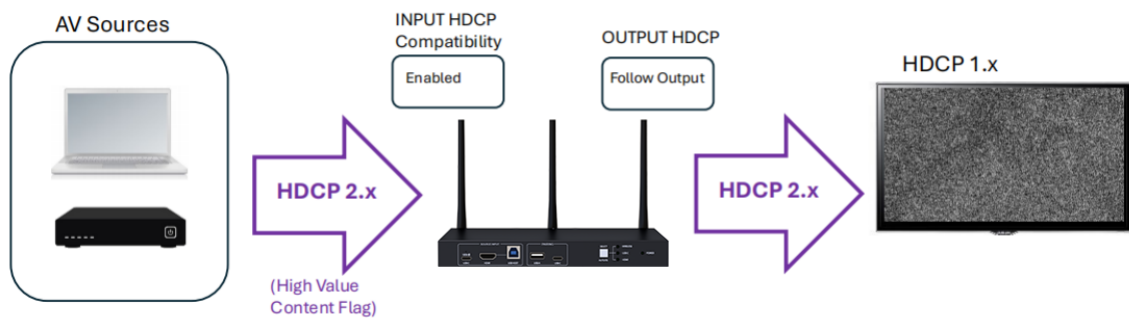 AV Sources
INPUT HDCP
Compatibility
Enabled
OUTPUT HDCP
Follow Output
HDCP 1.x
HDCP 2.x
(High Value
Content Flag)
HDCP 2.x